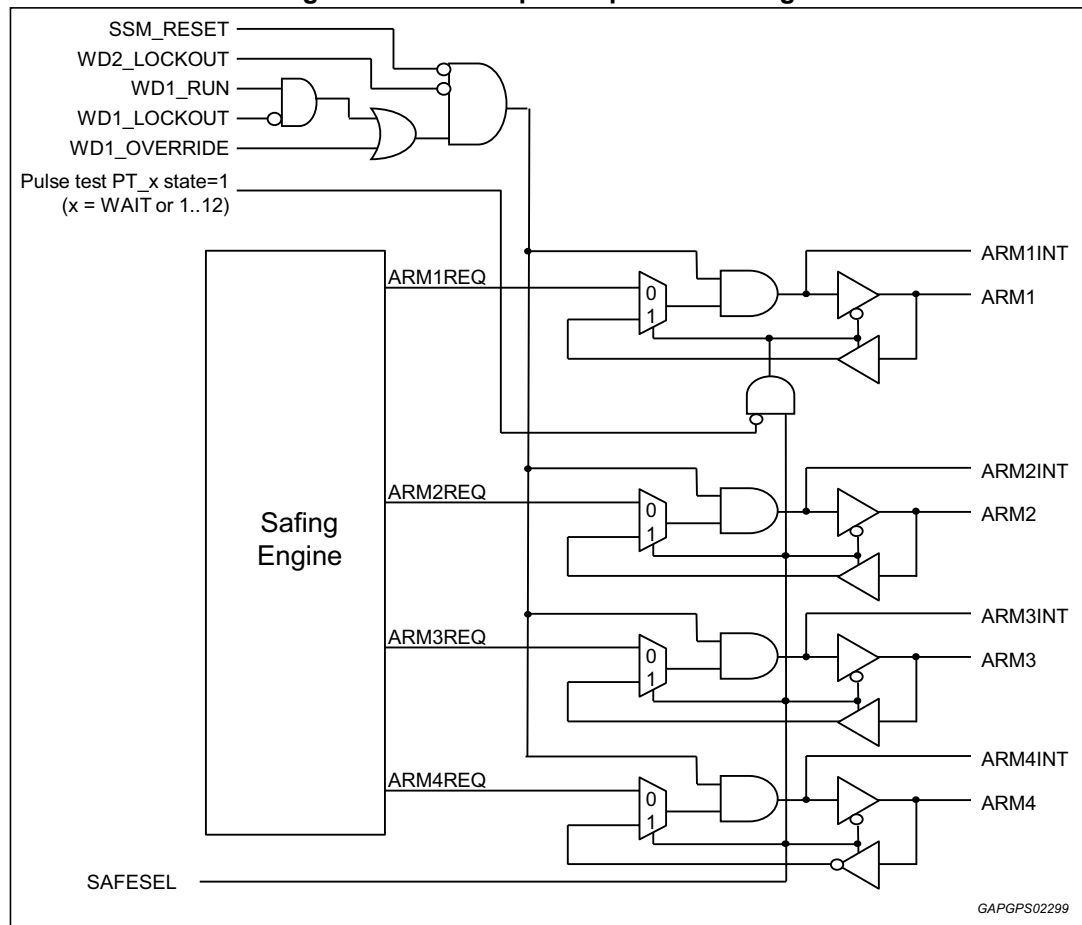 SSM_RESET
WD2_LOCKOUT
WD1_RUN
WD1_LOCKOUT
WD1_OVERRIDE
Pulse test PT_x state=1
(x = WAIT or 1..12)
ARM1INT
ARM1REQ
0
1
ARM1
ARM2INT
ARM2REQ
0
1
ARM2
Safing
Engine
ARM3INT
ARM3REQ
0
1
ARM3
ARM4INT
ARM4REQ
0
1
ARM4
SAFESEL
GAPGPS02299